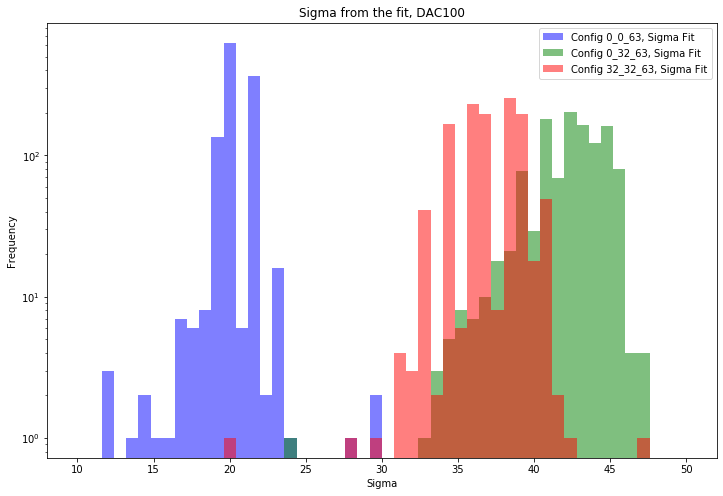 Sigma from the fit, DAC100
Config 0_0_63, Sigma Fit
Config 0_32_63, Sigma Fit
Config 32_32_63, Sigma Fit
Frequency
10²
10¹
10⁰
10 15 20 25 30 35 40 45 50
Sigma